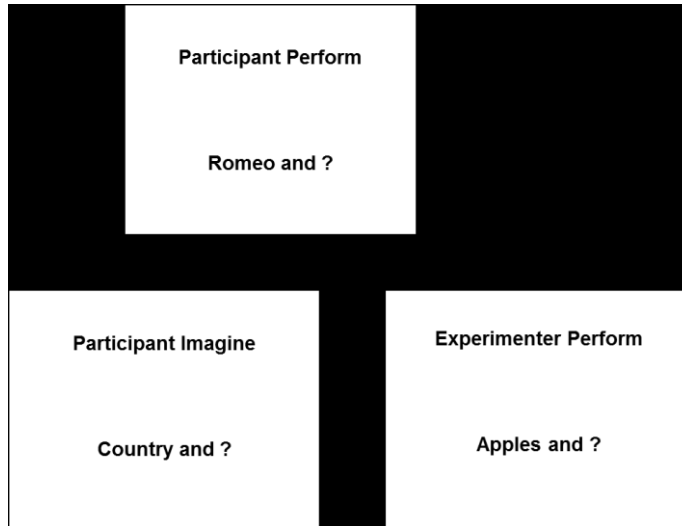 Participant Perform
Romeo and ?
Participant Imagine
Country and ?
Experimenter Perform
Apples and ?